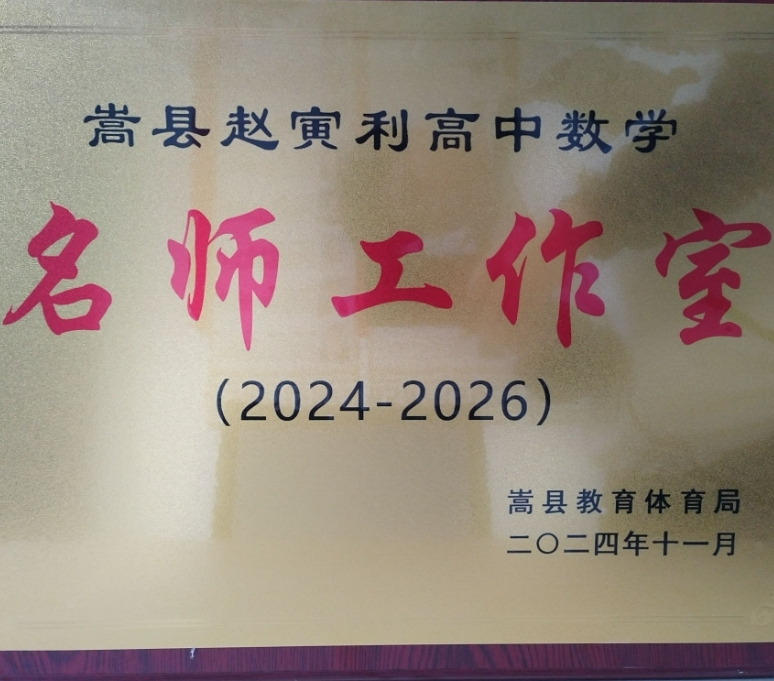 嵩县赵寅利高中数学
名师工作室
（2024-2026）
嵩县教育体育局
二〇二四年十一月